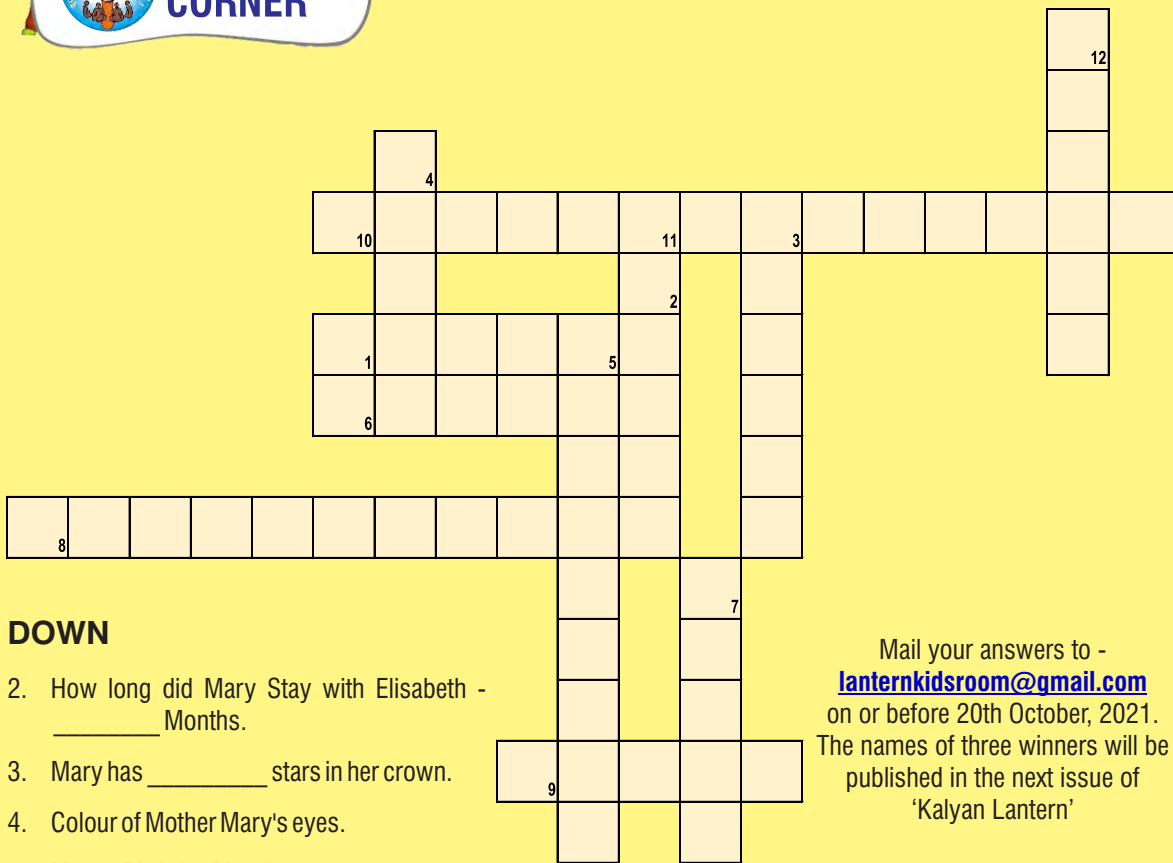 CORNER
12
4
10
11
3
2
1
5
6
8
7
9
DOWN
2. How long did Mary Stay with Elisabeth -
________ Months.
3. Mary has _________ stars in her crown.
4. Colour of Mother Mary's eyes.
Mail your answers to -
lanternkidsroom@gmail.com
on or before 20th October, 2021.
The names of three winners will be
published in the next issue of
‘Kalyan Lantern’